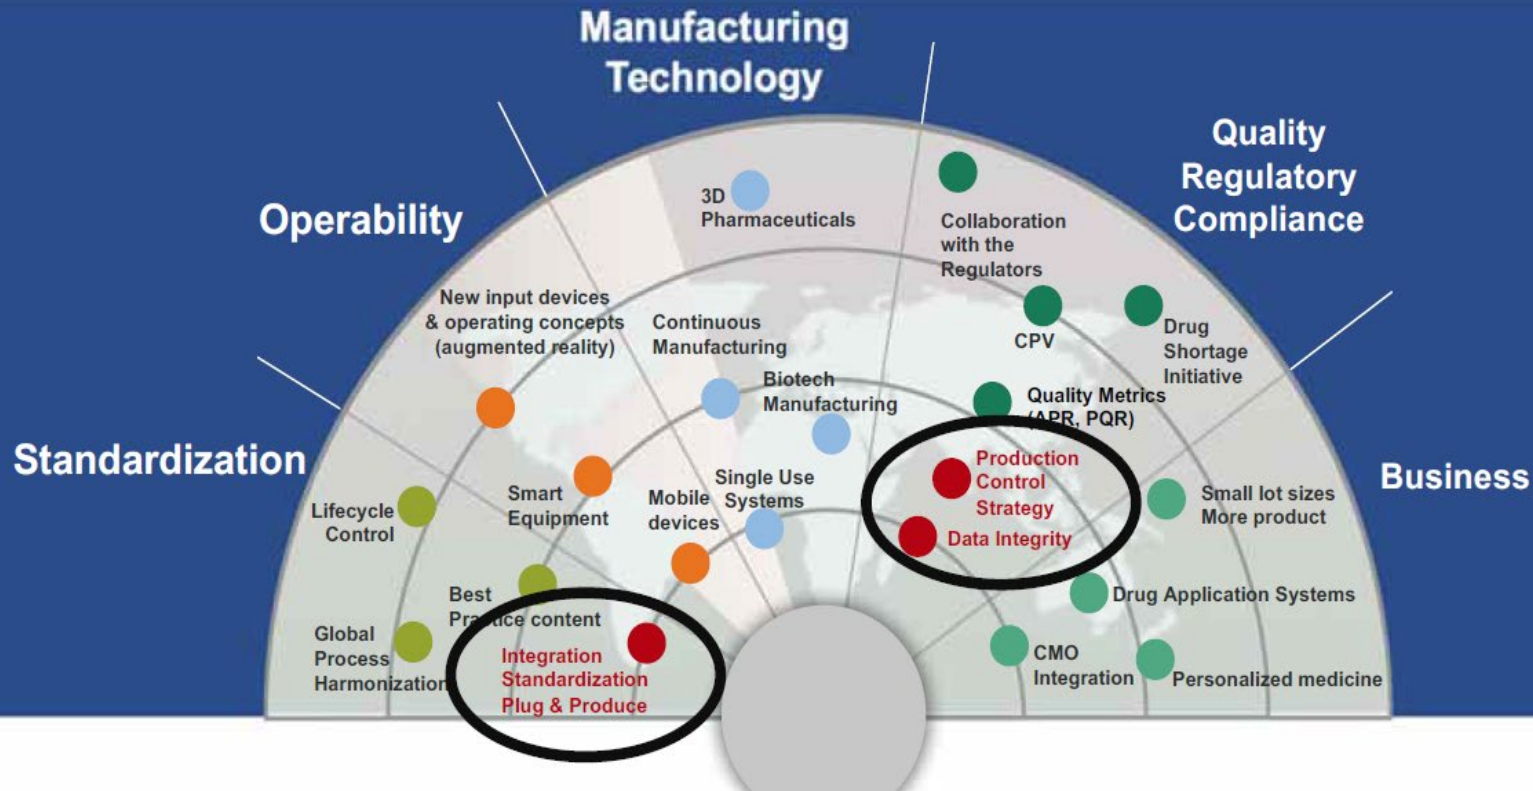 Manufacturing
Technology
Quality
Regulatory
Compliance
Operability
Standardization
Business
3D
Pharmaceuticals
Collaboration
with the
Regulators
New input devices
& operating concepts
(augmented reality)
Continuous
Manufacturing
CPV
Drug
Shortage
Initiative
Biotech
Manufacturing
Quality Metrics
(APR, PQR)
Production
Control
Strategy
Data Integrity
Single Use
Systems
Mobile
devices
Smart
Equipment
Lifecycle
Control
Small lot sizes
More product
Best
Practice content
Drug Application Systems
Global
Process
Harmonization
Integration
Standardization
Plug & Produce
CMO
Integration
Personalized medicine